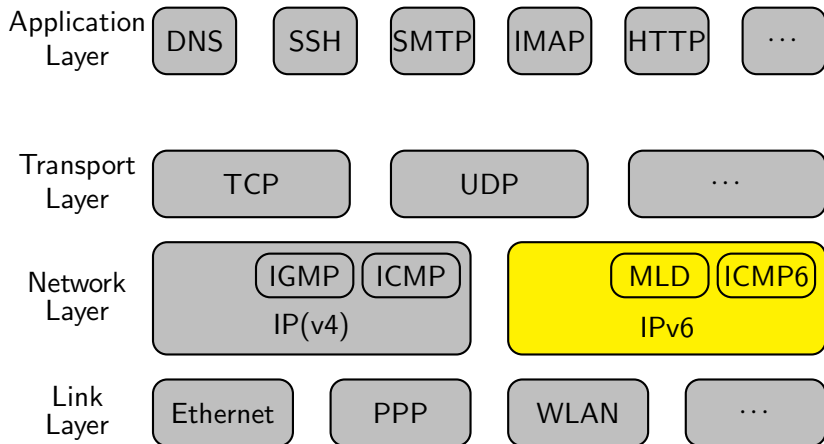 Application
Layer
DNS SSH SMTP IMAP HTTP ···
Transport
Layer
TCP UDP ···
Network
Layer
IGMP ICMP
IP(v4)
MLD ICMP6
IPv6
Link
Layer
Ethernet PPP WLAN ···